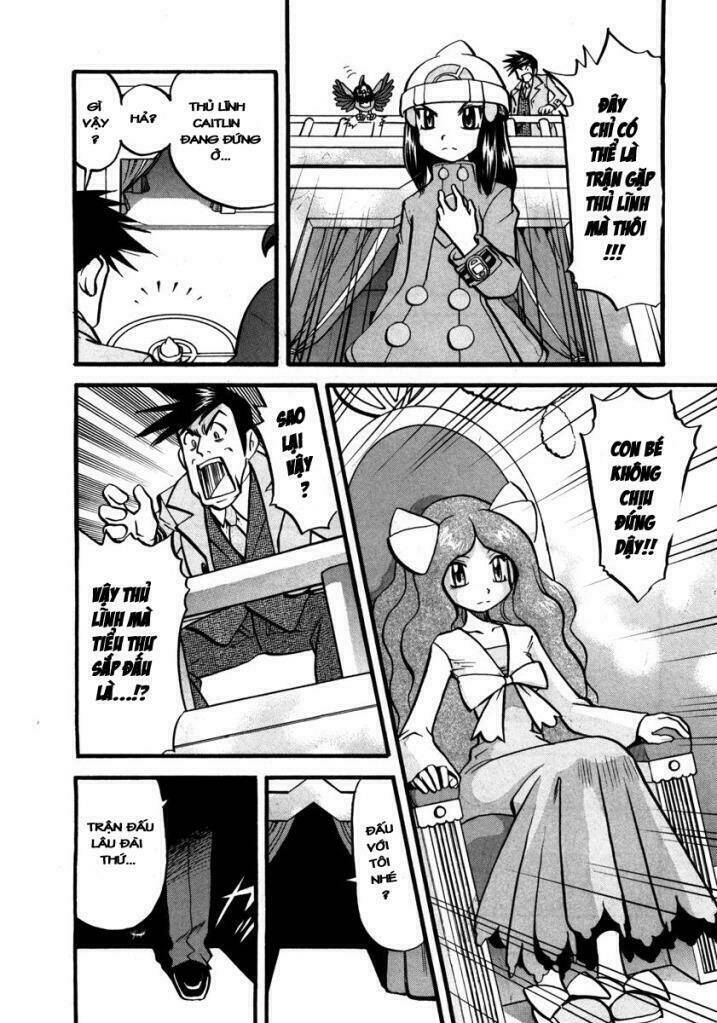 ĐÂY
CHỈ CÓ
THỂ LÀ
TRẬN GẶP
THỦ LĨNH
MÀ THÔI
!!!
THỦ LĨNH
CAITLIN
ĐANG ĐỨNG
Ở...
HẢ?
GÌ
VẬY?
CON BÉ
KHÔNG
CHỊU
ĐỨNG
DẬY!!
SAO
LẠI
VẬY
?
VẬY THỦ
LĨNH MÀ
TIỂU THƯ
SẮP ĐẤU
LÀ...!?
ĐẤU
VỚI
TÔI
NHÉ
?
TRẬN ĐẤU
LÂU ĐÀI
THỨ...